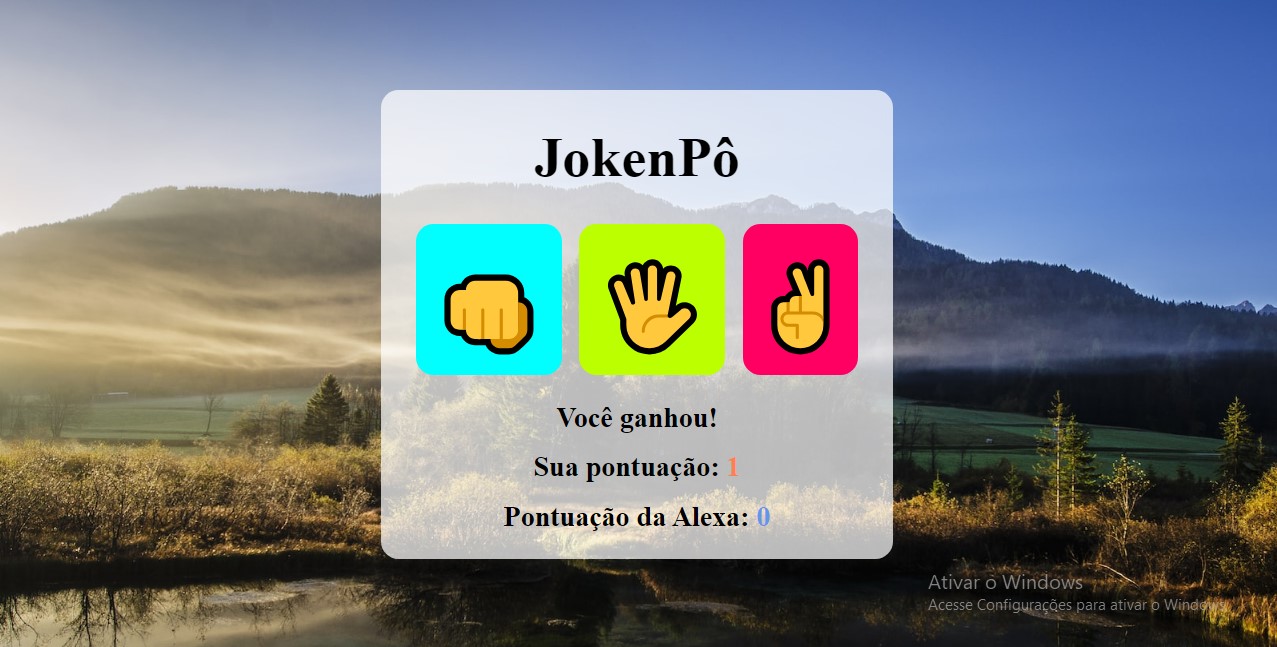 JokenPô
Você ganhou!
Sua pontuação: 1
Pontuação da Alexa: 0
Ativar o Windows
Acesse Configurações para ativar o Windows.